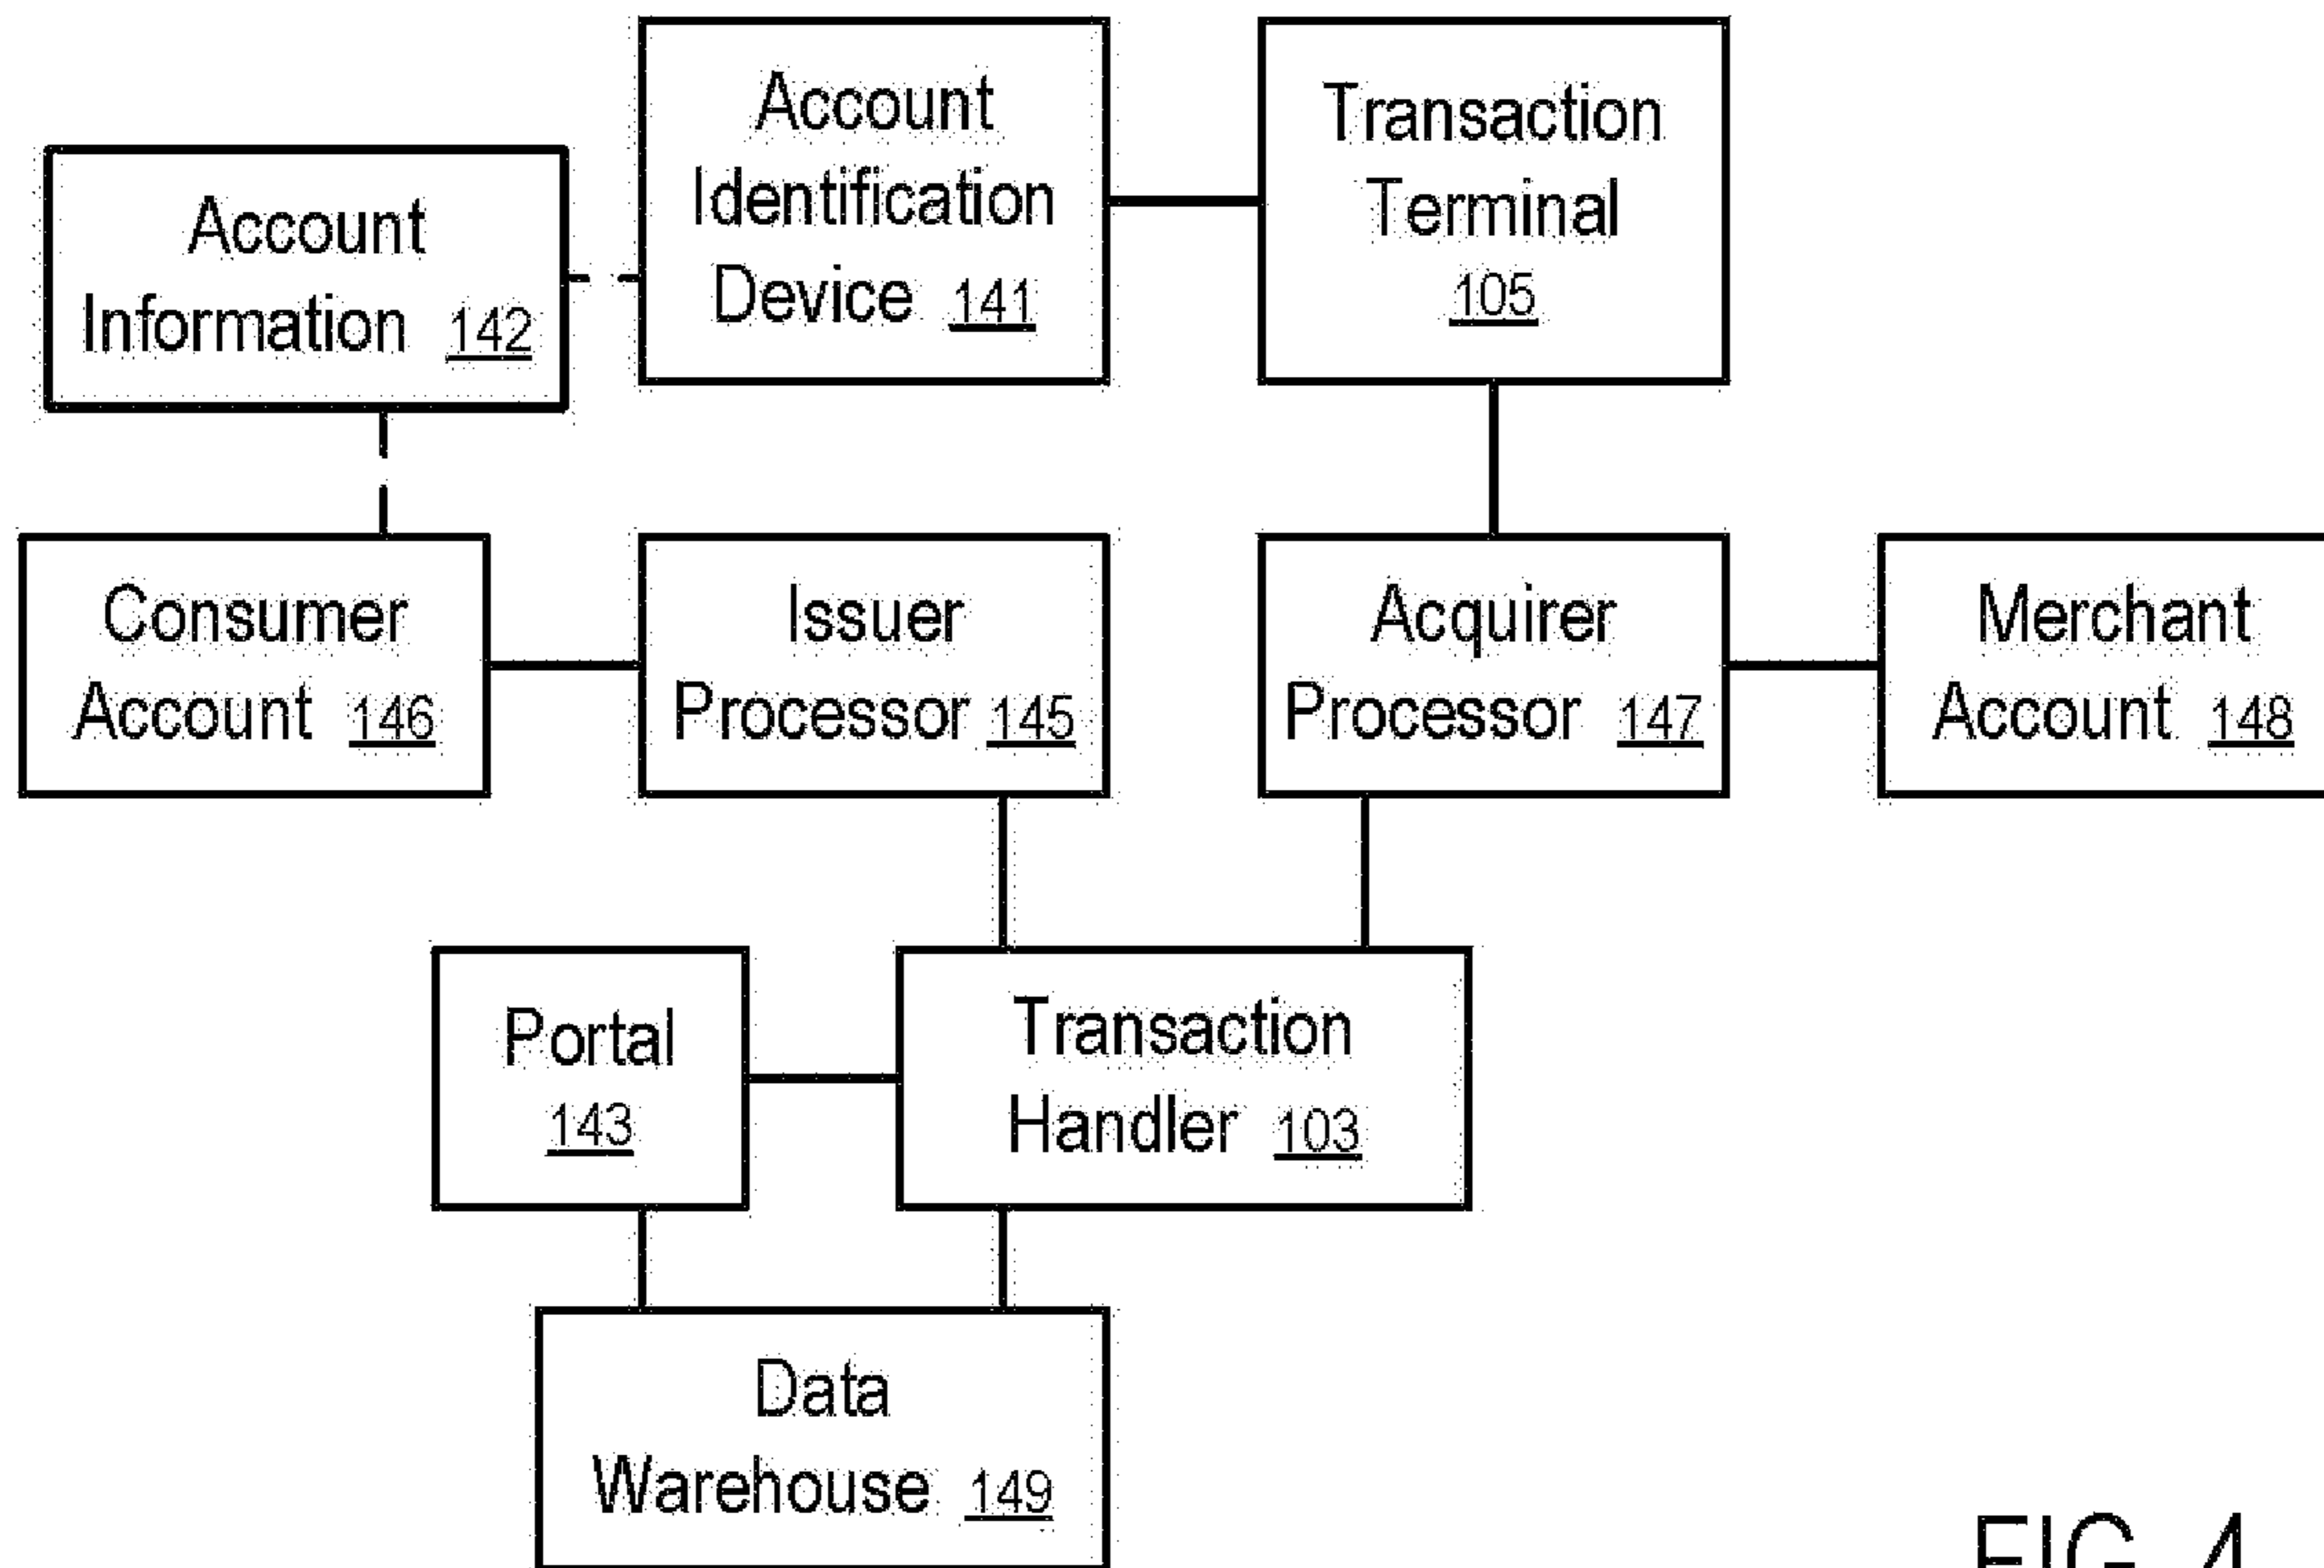 Account
Identification
Device 141
Transaction
Terminal
105
Account
Information 142
Consumer
Account 146
Issuer
Processor 145
Acquirer
Processor 147
Merchant
Account 148
Portal
143
Transaction
Handler 103
Data
Warehouse 149
FIG. 4